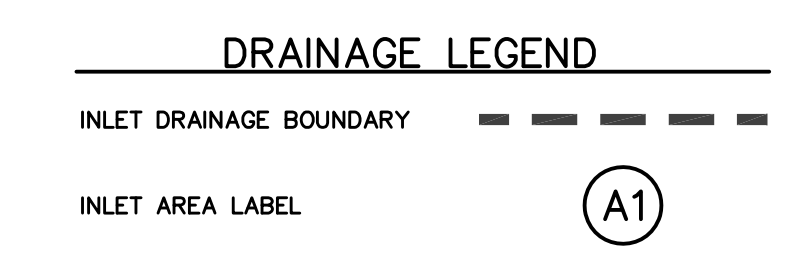 DRAINAGE LEGEND
INLET DRAINAGE BOUNDARY
INLET AREA LABEL
A1